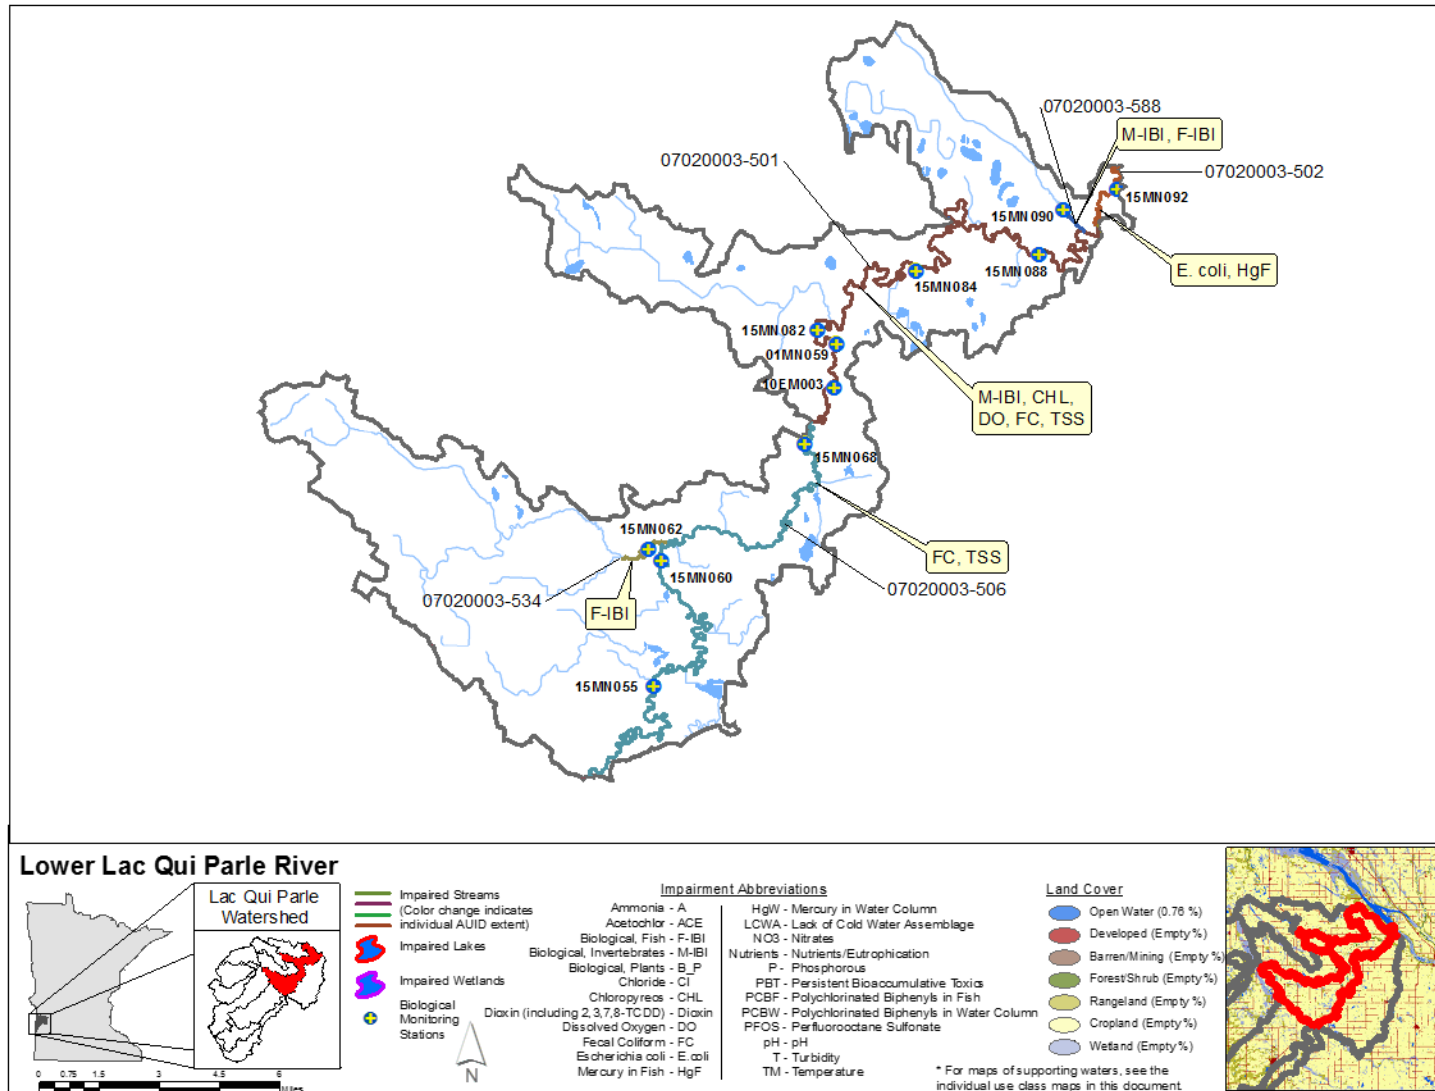 07020003-588
M-IBI, F-IBI
07020003-501
07020003-502
15MN092
15MN090
E. coli, HgF
15MN088
15MN084
15MN082
01MN059
10EM003
M-IBI, CHL,
DO, FC, TSS
15MN068
15MN062
FC, TSS
15MN060
07020003-534
07020003-506
F-IBI
15MN055
Lower Lac Qui Parle River
Lac Qui Parle
Watershed
Impaired Streams
(Color change indicates
individual AUID extent)
Impaired Lakes
Impaired Wetlands
Biological
Monitoring
Stations
N
0 0.75 1.5 3 4.5 6
Miles
Impairment Abbreviations
Ammonia - A
Acetochlor - ACE
Biological, Fish - F-IBI
Biological, Invertebrates - M-IBI
Biological, Plants - B_P
Chloride - Cl
Chloropyreos - CHL
Dioxin (including 2,3,7,8-TCDD) - Dioxin
Dissolved Oxygen - DO
Fecal Coliform - FC
Escherichia coli - E.coli
Mercury in Fish - HgF
HgW - Mercury in Water Column
LCWA - Lack of Cold Water Assemblage
NO3 - Nitrates
Nutrients - Nutrients/Eutrophication
P - Phosphorous
PBT - Persistent Bioaccumulative Toxics
PCBF - Polychlorinated Biphenyls in Fish
PCBW - Polychlorinated Biphenyls in Water Column
PFOS - Perfluorooctane Sulfonate
pH - pH
T - Turbidity
TM - Temperature
Land Cover
Open Water (0.76 %)
Developed (Empty %)
Barren/Mining (Empty %)
Forest/Shrub (Empty %)
Rangeland (Empty %)
Cropland (Empty %)
Wetland (Empty %)
* For maps of supporting waters, see the
individual use class maps in this document.